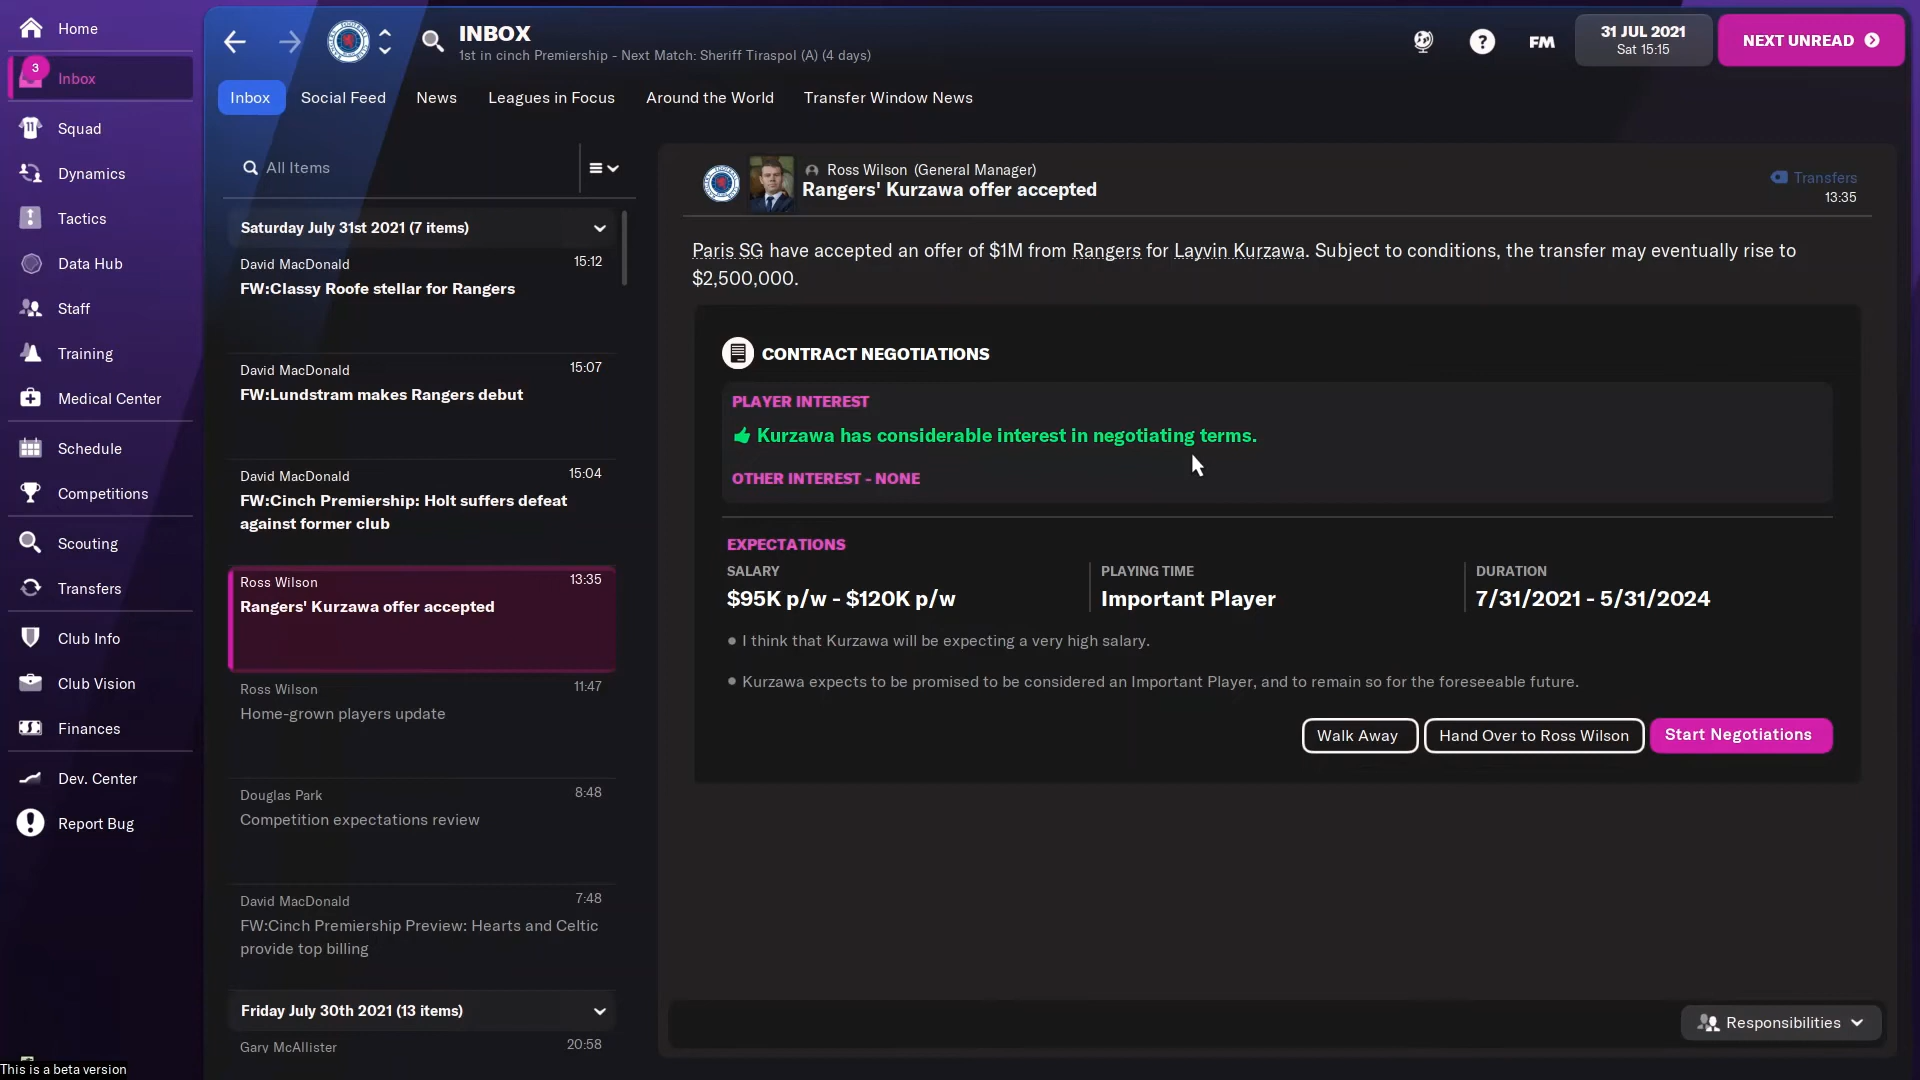 Home
3
Inbox
Squad
Dynamics
Tactics
Data Hub
Staff
Training
Medical Center
Schedule
Competitions
Scouting
Transfers
Club Info
Club Vision
Finances
Dev. Center
Report Bug
This is a beta version
INBOX
1st in cinch Premiership - Next Match: Sheriff Tiraspol (A) (4 days)
?
FM
31 JUL 2021
Sat 15:15
NEXT UNREAD
Inbox
Social Feed
News
Leagues in Focus
Around the World
Transfer Window News
All Items
Saturday July 31st 2021 (7 items)
David MacDonald 15:12
FW:Classy Roofe stellar for Rangers
David MacDonald 15:07
FW:Lundstram makes Rangers debut
David MacDonald 15:04
FW:Cinch Premiership: Holt suffers defeat
against former club
Ross Wilson 13:35
Rangers' Kurzawa offer accepted
Ross Wilson 11:47
Home-grown players update
Douglas Park 8:48
Competition expectations review
David MacDonald 7:48
FW:Cinch Premiership Preview: Hearts and Celtic
provide top billing
Friday July 30th 2021 (13 items)
Gary McAllister 20:58
Ross Wilson (General Manager)
Rangers' Kurzawa offer accepted
Transfers
13:35
Paris SG have accepted an offer of $1M from Rangers for Layvin Kurzawa. Subject to conditions, the transfer may eventually rise to
$2,500,000.
CONTRACT NEGOTIATIONS
PLAYER INTEREST
Kurzawa has considerable interest in negotiating terms.
OTHER INTEREST - NONE
EXPECTATIONS
SALARY
$95K p/w - $120K p/w
PLAYING TIME
Important Player
DURATION
7/31/2021 - 5/31/2024
• I think that Kurzawa will be expecting a very high salary.
• Kurzawa expects to be promised to be considered an Important Player, and to remain so for the foreseeable future.
Walk Away
Hand Over to Ross Wilson
Start Negotiations
Responsibilities